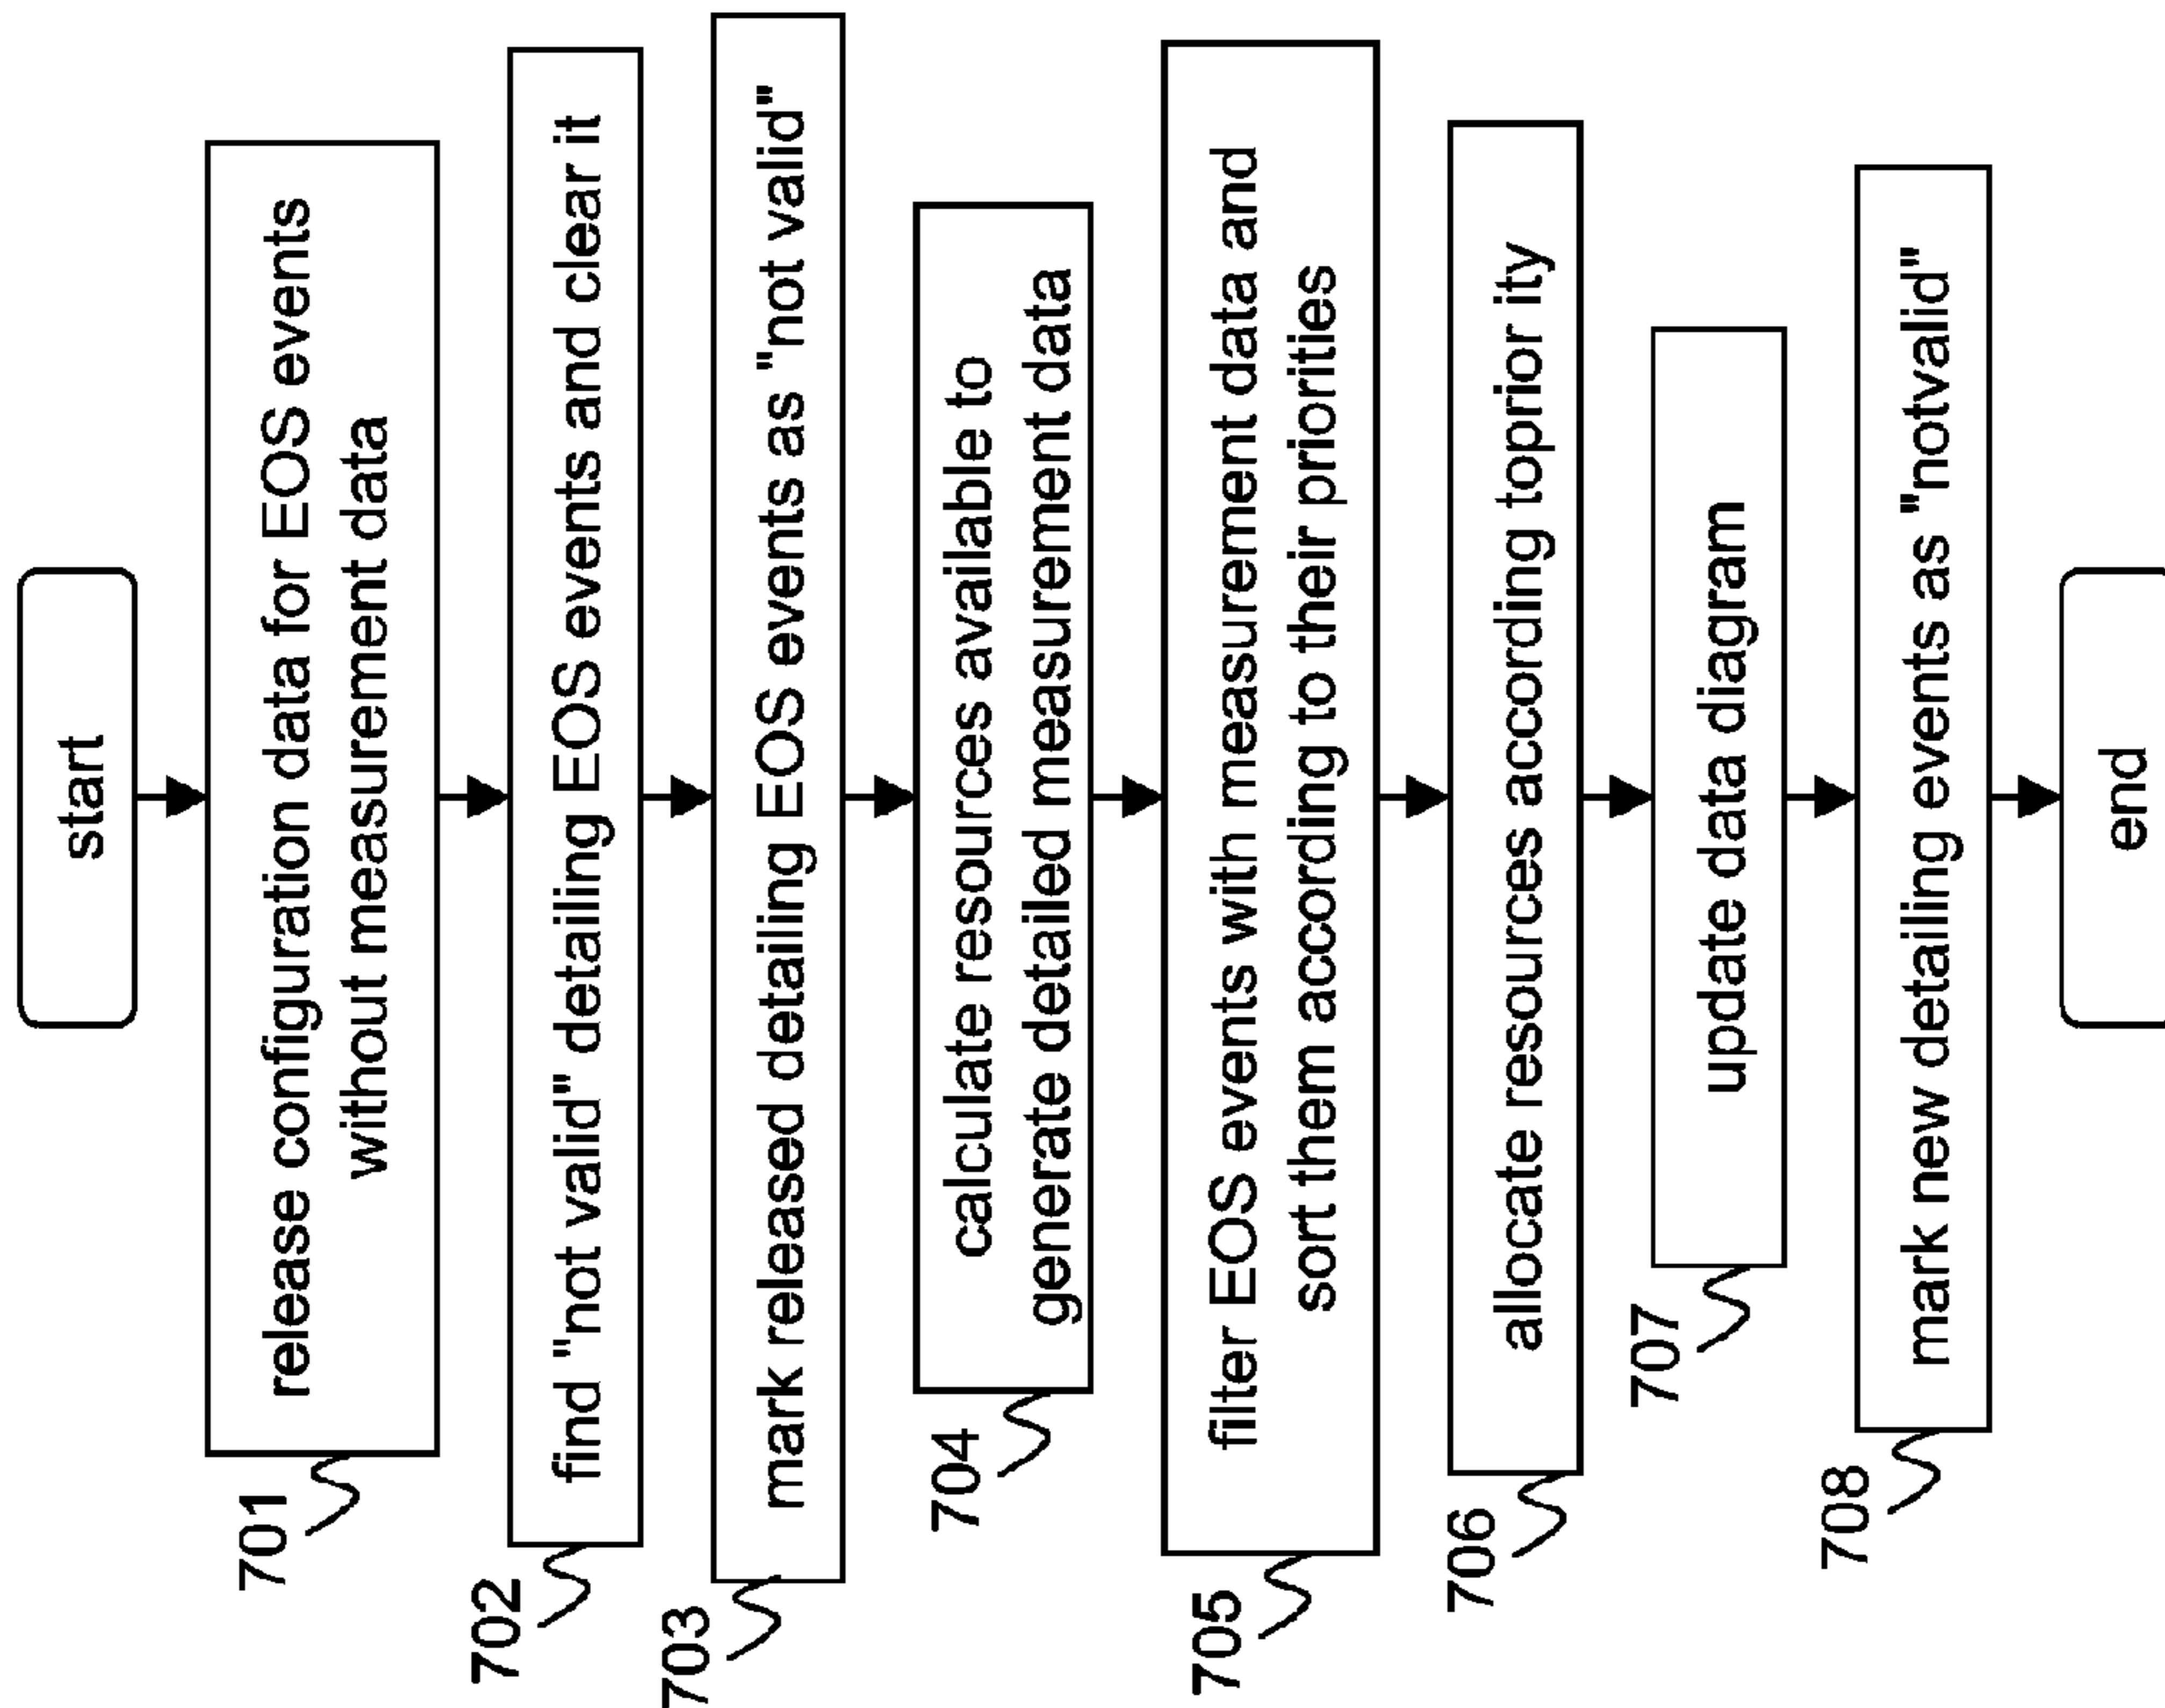 start
701
release configuration data for EOS events
without measurement data
702
find "not valid" detailing EOS events and clear it
703
mark released detailing EOS events as "not valid"
704
calculate resources available to
generate detailed measurement data
705
filter EOS events with measurement data and
sort them according to their priorities
706
allocate resources according toprior ity
707
update data diagram
708
mark new detailing events as "notvalid"
end